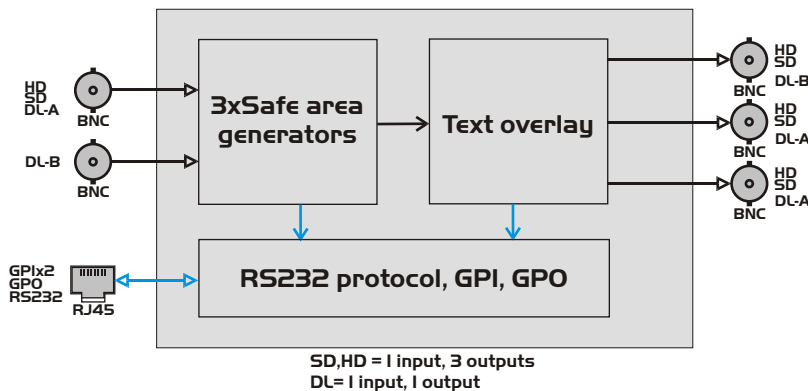 HD
SD
DL-A
BNC
DL-B
BNC
3xSafe area
generators
Text overlay
HD
SD
DL-B
BNC
HD
SD
DL-A
BNC
HD
SD
DL-A
BNC
GPIx2
GPO
RS232
RJ45
RS232 protocol, GPI, GPO
SD,HD = 1 input, 3 outputs
DL= 1 input, 1 output